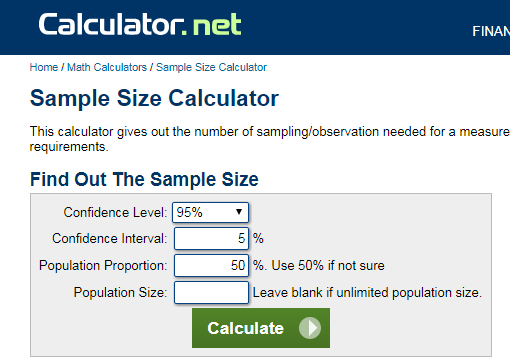 Calculator.net
FINAN
Home / Math Calculators / Sample Size Calculator
Sample Size Calculator
This calculator gives out the number of sampling/observation needed for a measure
requirements.
Find Out The Sample Size
Confidence Level: 95%
Confidence Interval: 5 %
Population Proportion: 50 %. Use 50% if not sure
Population Size: Leave blank if unlimited population size.
Calculate